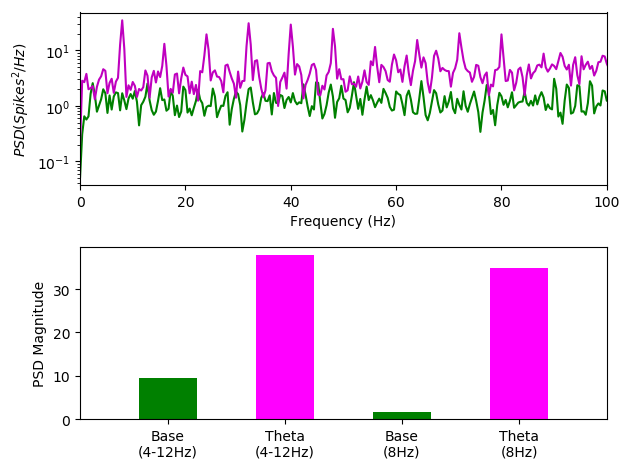 PSD(Spikes²/Hz)
10¹
10⁰
10⁻¹
0 20 40 60 80 100
Frequency (Hz)
PSD Magnitude
30
20
10
0
Base Theta Base Theta
(4-12Hz) (4-12Hz) (8Hz) (8Hz)